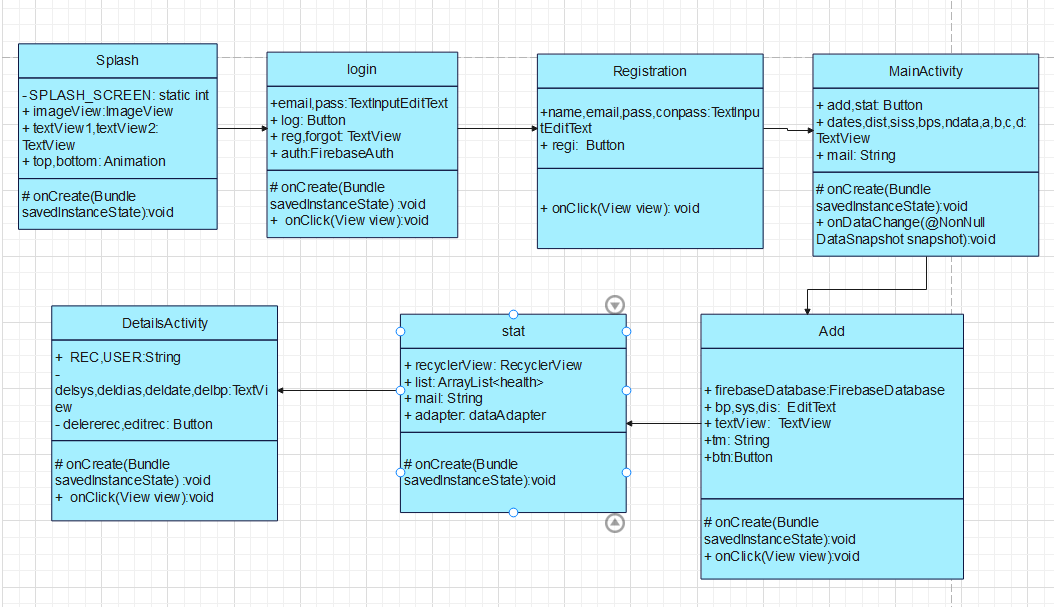 Splash
- SPLASH_SCREEN: static int
+ imageView:ImageView
+ textView1,textView2:
TextView
+ top,bottom: Animation
# onCreate(Bundle
savedInstanceState):void
login
+email,pass:TextInputEditText
+ log: Button
+ reg,forgot: TextView
+ auth:FirebaseAuth
# onCreate(Bundle
savedInstanceState) :void
+ onClick(View view):void
Registration
+name,email,pass,conpass:TextInpu
tEditText
+ regi: Button
+ onClick(View view): void
MainActivity
+ add,stat: Button
+ dates,dist,siss,bps,ndata,a,b,c,d:
TextView
+ mail: String
# onCreate(Bundle
savedInstanceState):void
+ onDataChange(@NonNull
DataSnapshot snapshot):void
DetailsActivity
+ REC,USER:String
-
delsys,deldias,deldate,delbp:TextVi
ew
- delererec,editrec: Button
# onCreate(Bundle
savedInstanceState) :void
+ onClick(View view):void
stat
+ recyclerView: RecyclerView
+ list: ArrayList<health>
+ mail: String
+ adapter: dataAdapter
# onCreate(Bundle
savedInstanceState):void
Add
+ firebaseDatabase:FirebaseDatabase
+ bp,sys,dis: EditText
+ textView: TextView
+tm: String
+btn:Button
# onCreate(Bundle
savedInstanceState):void
+ onClick(View view):void